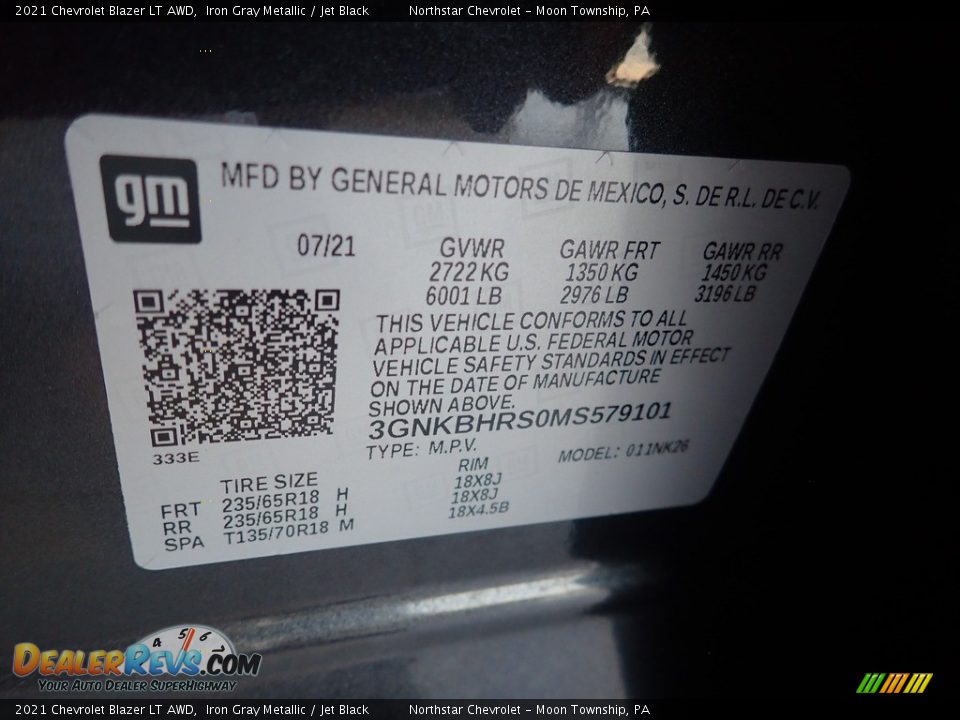 2021 Chevrolet Blazer LT AWD, Iron Gray Metallic / Jet Black Northstar Chevrolet - Moon Township, PA
gm MFD BY GENERAL MOTORS DE MEXICO, S. DE R.L. DE C.V.
07/21 GVWR GAWR FRT GAWR RR
2722 KG 1350 KG 1450 KG
6001 LB 2976 LB 3196 LB
THIS VEHICLE CONFORMS TO ALL
APPLICABLE U.S. FEDERAL MOTOR
VEHICLE SAFETY STANDARDS IN EFFECT
ON THE DATE OF MANUFACTURE
SHOWN ABOVE.
3GNKBHRS0MS579101
TYPE: M.P.V. MODEL: 011NK26
333E
TIRE SIZE RIM
FRT 235/65R18 H 18X8J
RR 235/65R18 H 18X8J
SPA T135/70R18 M 18X4.5B
4 5 6
DEALERREVS.COM
YOUR AUTO DEALER SUPERHIGHWAY
2021 Chevrolet Blazer LT AWD, Iron Gray Metallic / Jet Black Northstar Chevrolet - Moon Township, PA